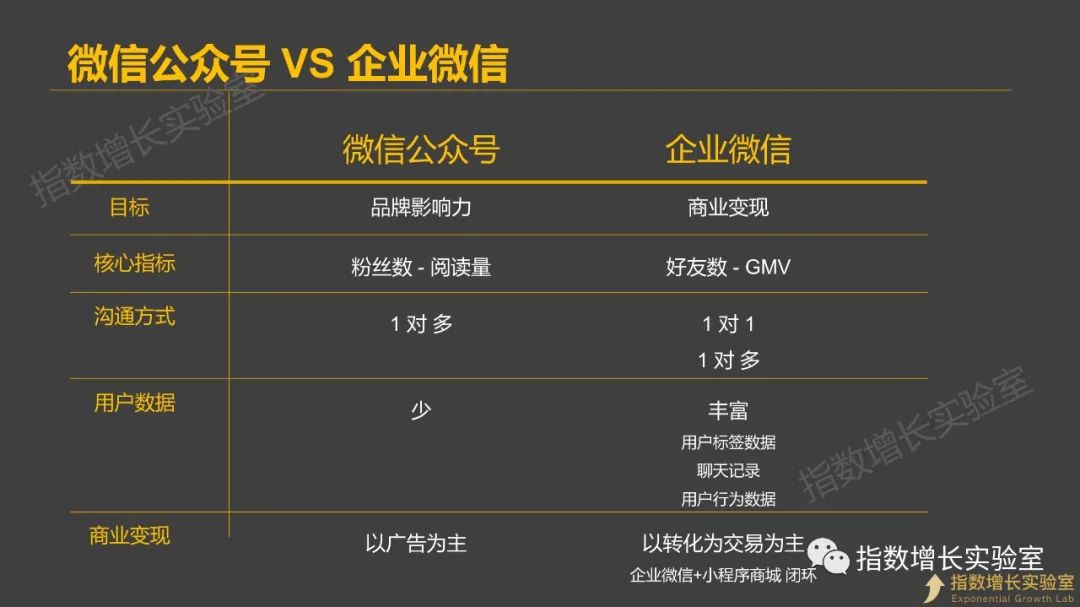 微信公众号 VS 企业微信
微信公众号 企业微信
目标 品牌影响力 商业变现
核心指标 粉丝数 - 阅读量 好友数 - GMV
沟通方式 1 对 多 1 对 1
1 对 多
用户数据 少 丰富
用户标签数据
聊天记录
用户行为数据
商业变现 以广告为主 以转化为交易为主
企业微信+小程序商城 闭环
指数增长实验室
指数增长实验室
Exponential Growth Lab
指数增长实验室
指数增长实验室